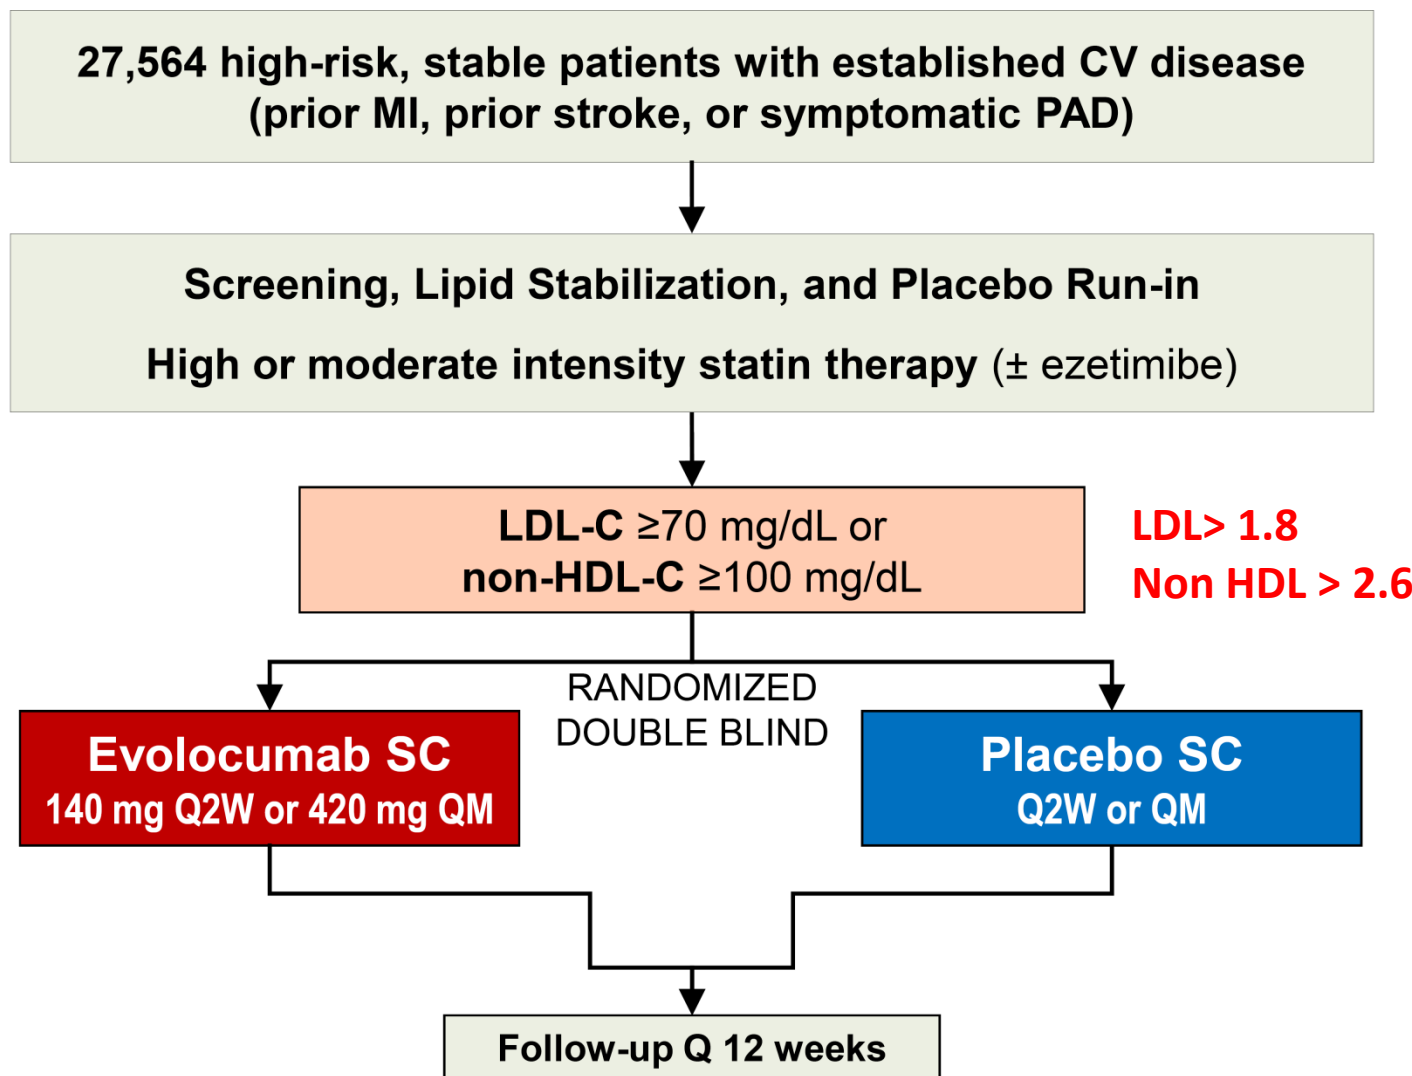 27,564 high-risk, stable patients with established CV disease
(prior MI, prior stroke, or symptomatic PAD)
Screening, Lipid Stabilization, and Placebo Run-in
High or moderate intensity statin therapy (± ezetimibe)
LDL-C ≥70 mg/dL or
non-HDL-C ≥100 mg/dL
LDL> 1.8
Non HDL > 2.6
RANDOMIZED
DOUBLE BLIND
Evolocumab SC
140 mg Q2W or 420 mg QM
Placebo SC
Q2W or QM
Follow-up Q 12 weeks